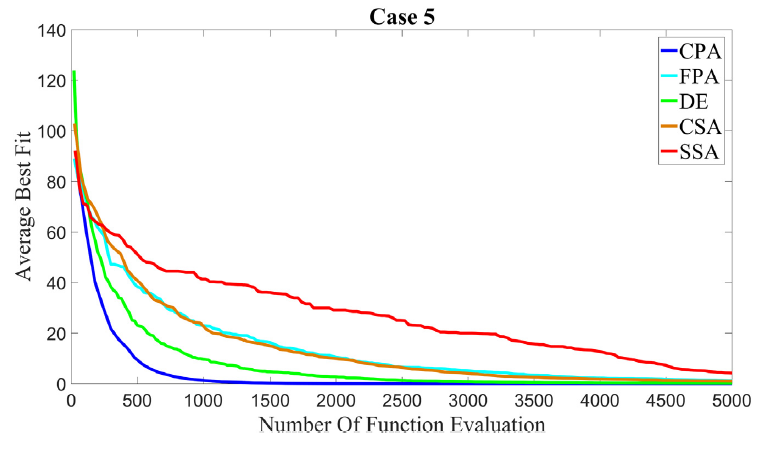 Case 5
140
120
100
80
60
40
20
0
Average Best Fit
CPA
FPA
DE
CSA
SSA
0 500 1000 1500 2000 2500 3000 3500 4000 4500 5000
Number Of Function Evaluation